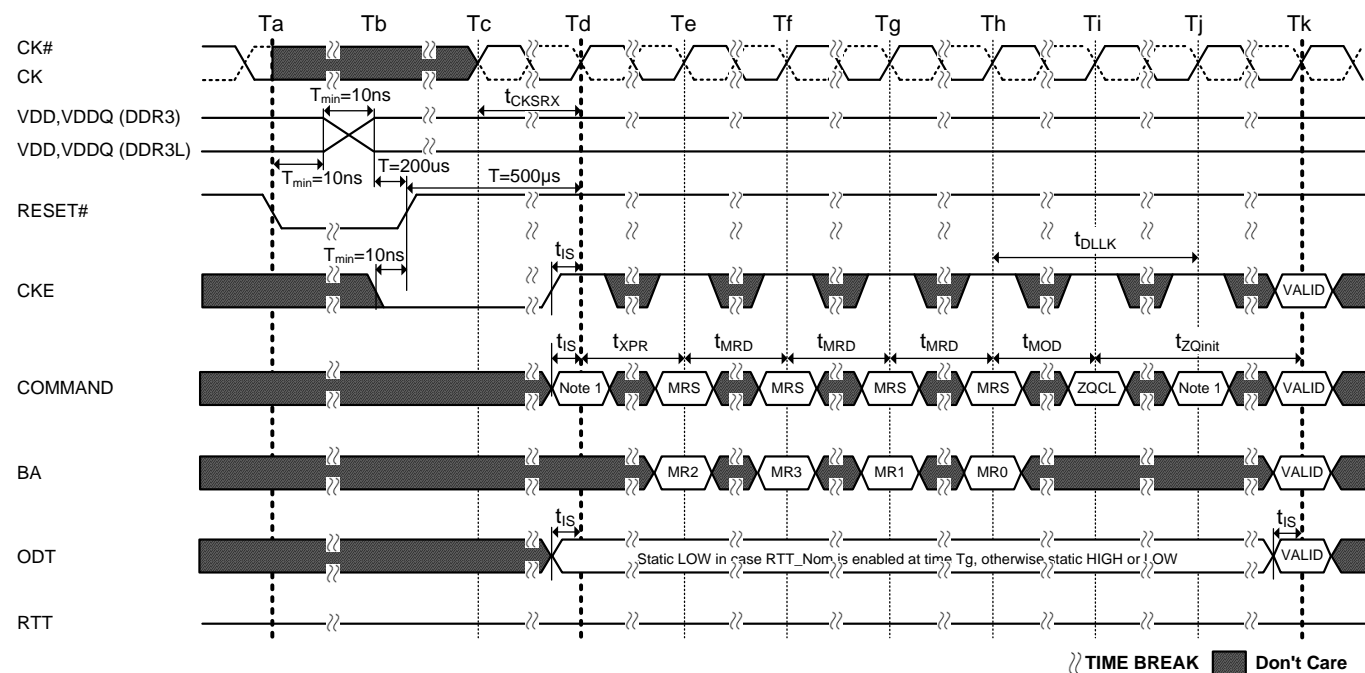 Ta Tb Tc Td Te Tf Tg Th Ti Tj Tk
CK#
CK
Tmin=10ns
tCKSRX
VDD,VDDQ (DDR3)
VDD,VDDQ (DDR3L)
Tmin=10ns
T=200us
T=500µs
RESET#
Tmin=10ns
tIS
tDLLK
CKE
VALID
tIS tXPR tMRD tMRD tMRD tMOD tZQinit
COMMAND
Note 1 MRS MRS MRS MRS ZQCL Note 1 VALID
BA
MR2 MR3 MR1 MR0 VALID
tIS
tIS
ODT
Static LOW in case RTT_Nom is enabled at time Tg, otherwise static HIGH or LOW
VALID
RTT
TIME BREAK
Don't Care